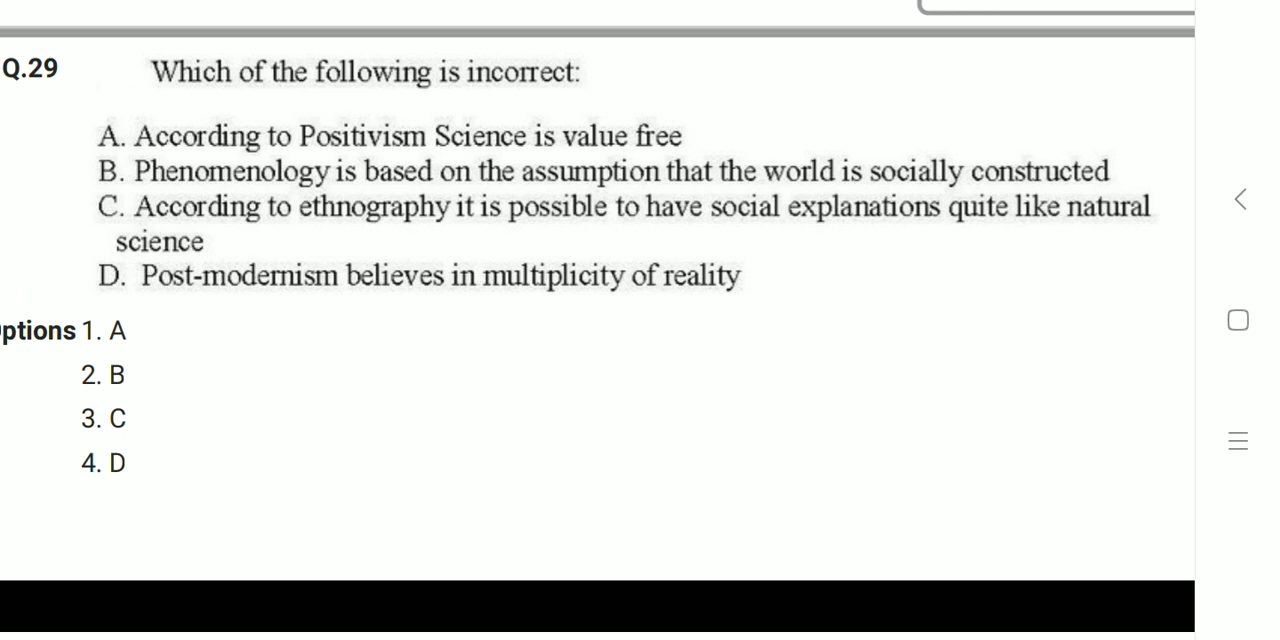 Q.29 Which of the following is incorrect:
A. According to Positivism Science is value free
B. Phenomenology is based on the assumption that the world is socially constructed
C. According to ethnography it is possible to have social explanations quite like natural
science
D. Post-modernism believes in multiplicity of reality
ptions 1. A
2. B
3. C
4. D